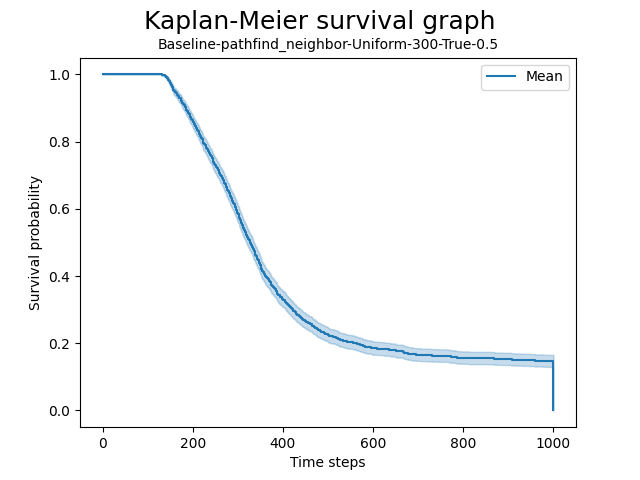 Kaplan-Meier survival graph
Baseline-pathfind_neighbor-Uniform-300-True-0.5
Mean
1.0
0.8
0.6
0.4
0.2
0.0
Survival probability
0 200 400 600 800 1000
Time steps